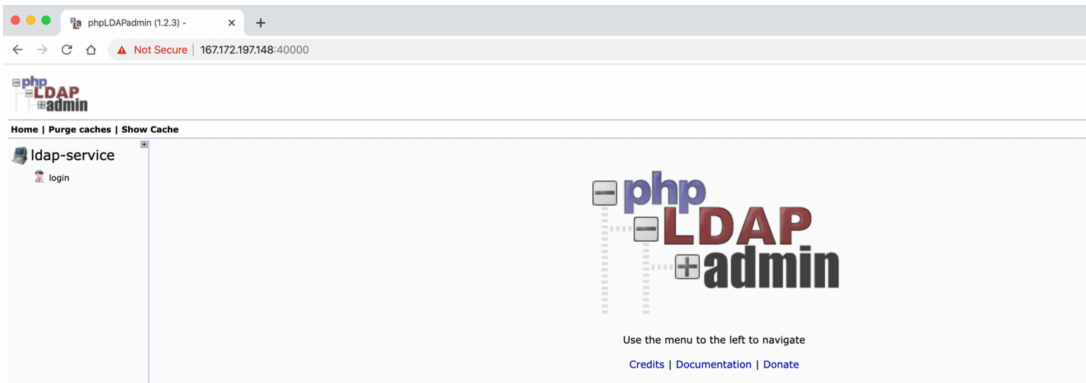 phpLDAPadmin (1.2.3) -
Not Secure | 167.172.197.148:40000
php
LDAP
admin
Home | Purge caches | Show Cache
ldap-service
login
php
LDAP
admin
Use the menu to the left to navigate
Credits | Documentation | Donate